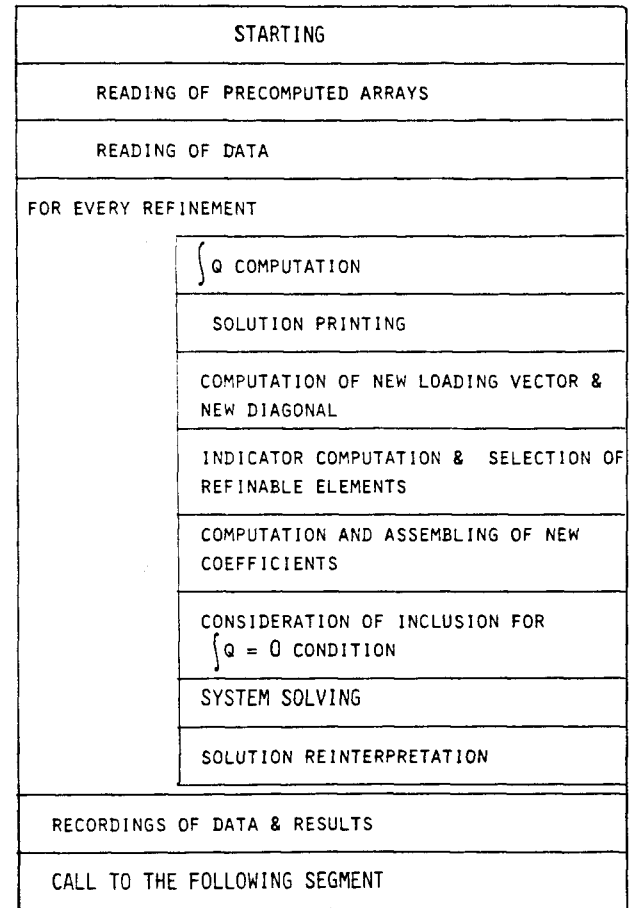 STARTING
READING OF PRECOMPUTED ARRAYS
READING OF DATA
FOR EVERY REFINEMENT
∫Q COMPUTATION
SOLUTION PRINTING
COMPUTATION OF NEW LOADING VECTOR &
NEW DIAGONAL
INDICATOR COMPUTATION & SELECTION OF
REFINABLE ELEMENTS
COMPUTATION AND ASSEMBLING OF NEW
COEFFICIENTS
CONSIDERATION OF INCLUSION FOR
∫Q = 0 CONDITION
SYSTEM SOLVING
SOLUTION REINTERPRETATION
RECORDINGS OF DATA & RESULTS
CALL TO THE FOLLOWING SEGMENT